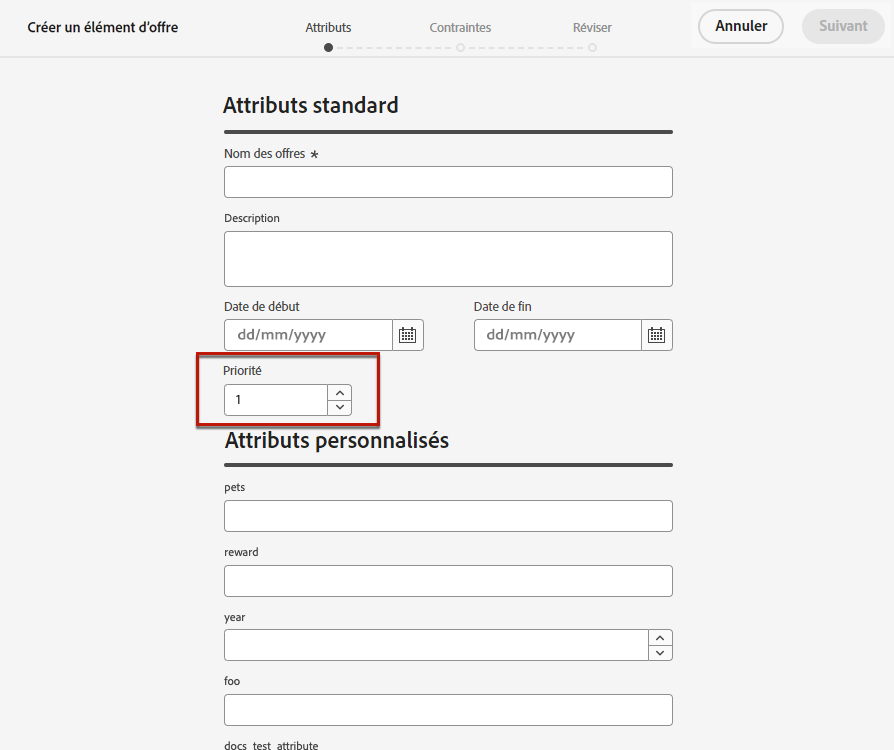 Créer un élément d'offre
Attributs
Contraintes
Réviser
Annuler
Suivant
Attributs standard
Nom des offres *
Description
Date de début
Date de fin
dd/mm/yyyy
dd/mm/yyyy
Priorité
1
Attributs personnalisés
pets
reward
year
foo
docs_test_attribute